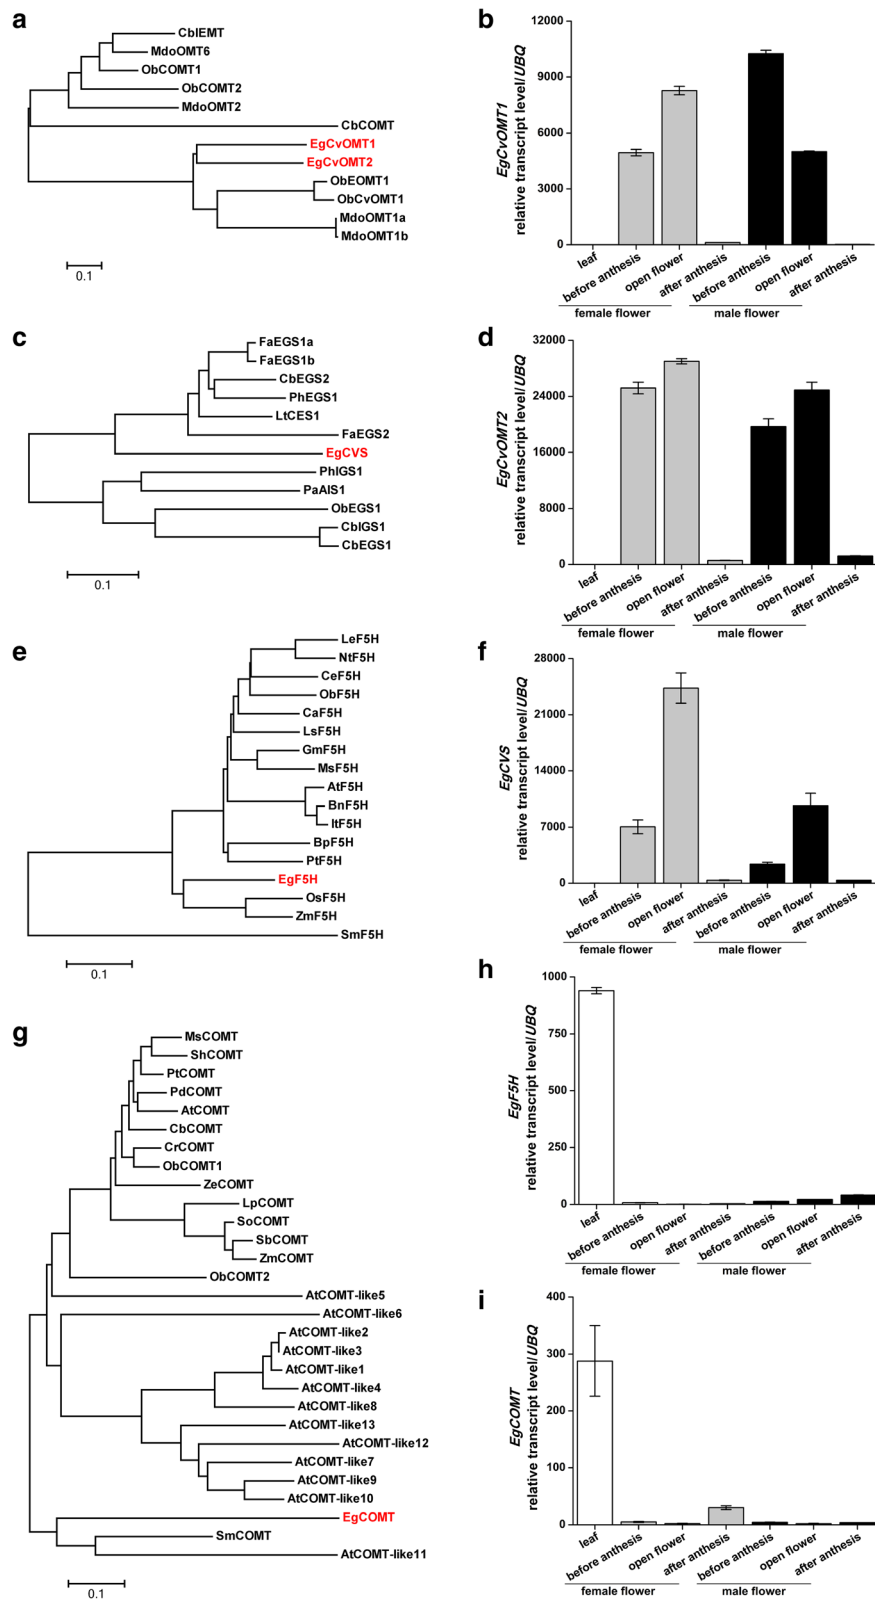 a
CbIEMT
MdoOMT6
ObCOMT1
ObCOMT2
MdoOMT2
CbCOMT
EgCvOMT1
EgCvOMT2
ObEOMT1
ObCvOMT1
MdoOMT1a
MdoOMT1b
0.1
b
EgCvOMT1
relative transcript level/UBQ
12000
9000
6000
3000
0
leaf
before anthesis
open flower
after anthesis
before anthesis
open flower
after anthesis
female flower
male flower
c
FaEGS1a
FaEGS1b
CbEGS2
PhEGS1
LtCES1
FaEGS2
EgCVS
PhIGS1
PaAIS1
ObEGS1
CbIGS1
CbEGS1
0.1
d
EgCvOMT2
relative transcript level/UBQ
32000
24000
16000
8000
0
leaf
before anthesis
open flower
after anthesis
before anthesis
open flower
after anthesis
female flower
male flower
e
LeF5H
NtF5H
CeF5H
ObF5H
CaF5H
LsF5H
GmF5H
MsF5H
AtF5H
BnF5H
ItF5H
BpF5H
PtF5H
EgF5H
OsF5H
ZmF5H
SmF5H
0.1
f
EgCVS
relative transcript level/UBQ
28000
21000
14000
7000
0
leaf
before anthesis
open flower
after anthesis
before anthesis
open flower
after anthesis
female flower
male flower
g
MsCOMT
ShCOMT
PtCOMT
PdCOMT
AtCOMT
CbCOMT
CrCOMT
ObCOMT1
ZeCOMT
LpCOMT
SoCOMT
SbCOMT
ZmCOMT
ObCOMT2
AtCOMT-like5
AtCOMT-like6
AtCOMT-like2
AtCOMT-like3
AtCOMT-like1
AtCOMT-like4
AtCOMT-like8
AtCOMT-like13
AtCOMT-like12
AtCOMT-like7
AtCOMT-like9
AtCOMT-like10
EgCOMT
SmCOMT
AtCOMT-like11
0.1
h
EgF5H
relative transcript level/UBQ
1000
750
500
250
0
leaf
before anthesis
open flower
after anthesis
before anthesis
open flower
after anthesis
female flower
male flower
i
EgCOMT
relative transcript level/UBQ
400
300
200
100
0
leaf
before anthesis
open flower
after anthesis
before anthesis
open flower
after anthesis
female flower
male flower